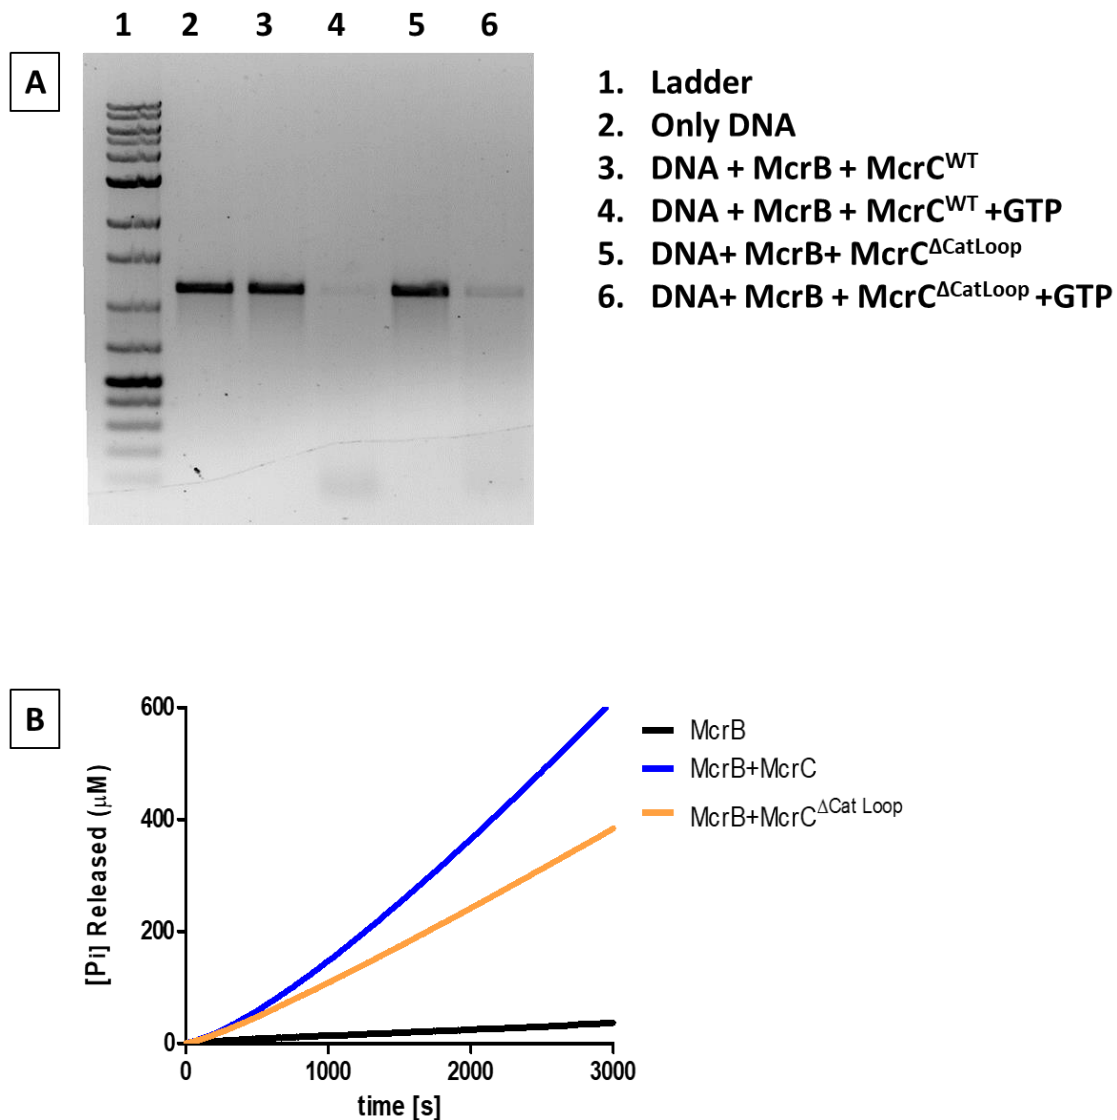 1 2 3 4 5 6
A
1. Ladder
2. Only DNA
3. DNA + McrB + McrC^WT
4. DNA + McrB + McrC^WT +GTP
5. DNA+ McrB+ McrC^ΔCatLoop
6. DNA+ McrB + McrC^ΔCatLoop +GTP
B
600
400
200
0
[Pi] Released (μM)
0 1000 2000 3000
time [s]
McrB
McrB+McrC
McrB+McrC^ΔCat Loop